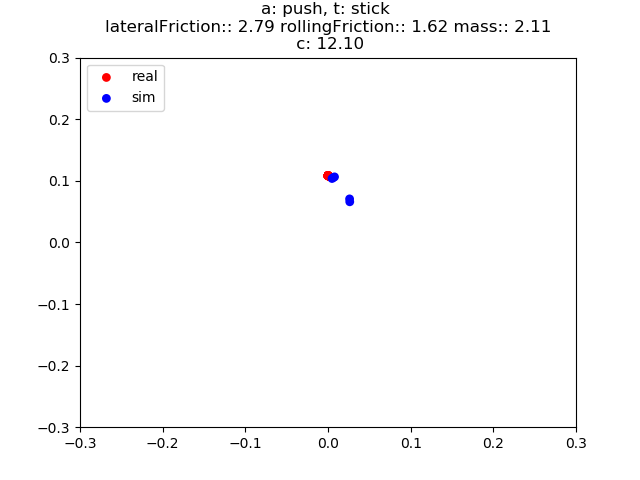 a: push, t: stick
lateralFriction:: 2.79 rollingFriction:: 1.62 mass:: 2.11
c: 12.10
real
sim
0.3
0.2
0.1
0.0
−0.1
−0.2
−0.3
−0.3 −0.2 −0.1 0.0 0.1 0.2 0.3